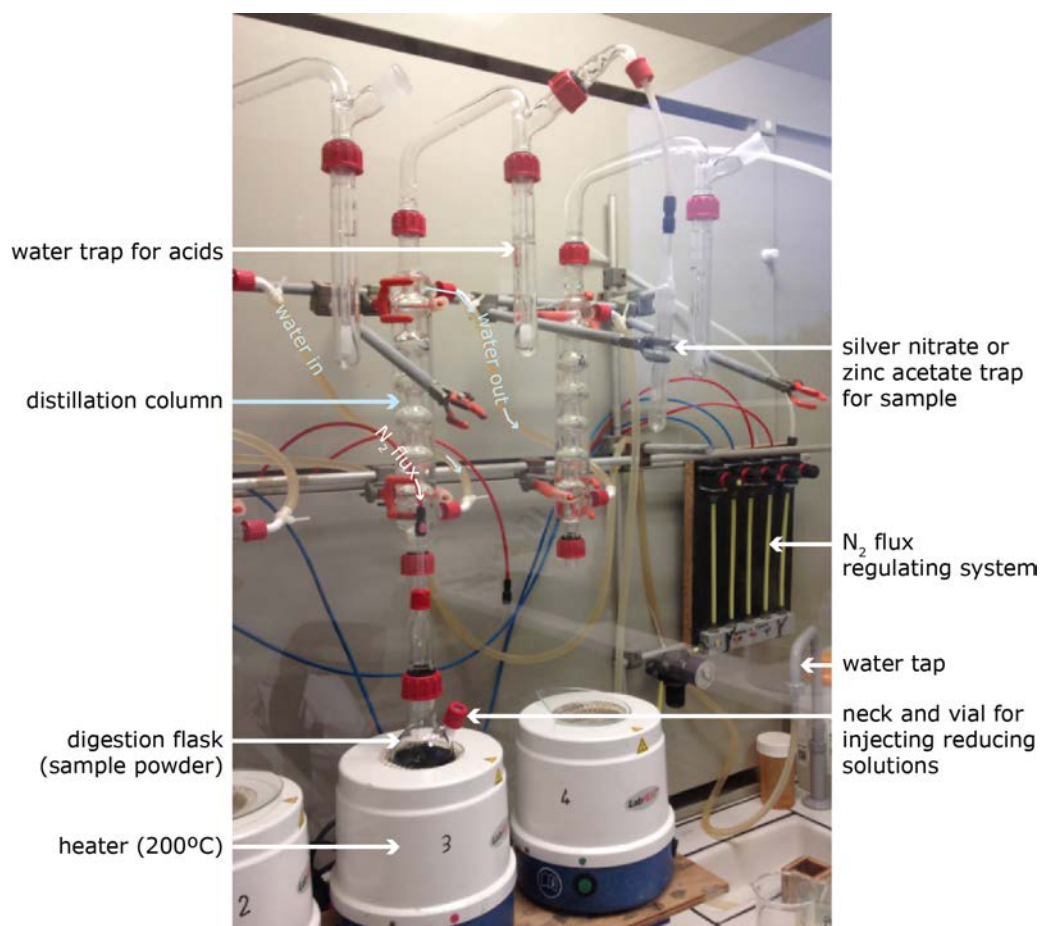 water trap for acids
water in
water out
distillation column
N₂ flux
silver nitrate or
zinc acetate trap
for sample
N₂ flux
regulating system
water tap
digestion flask
(sample powder)
neck and vial for
injecting reducing
solutions
heater (200ºC)
2
3
4